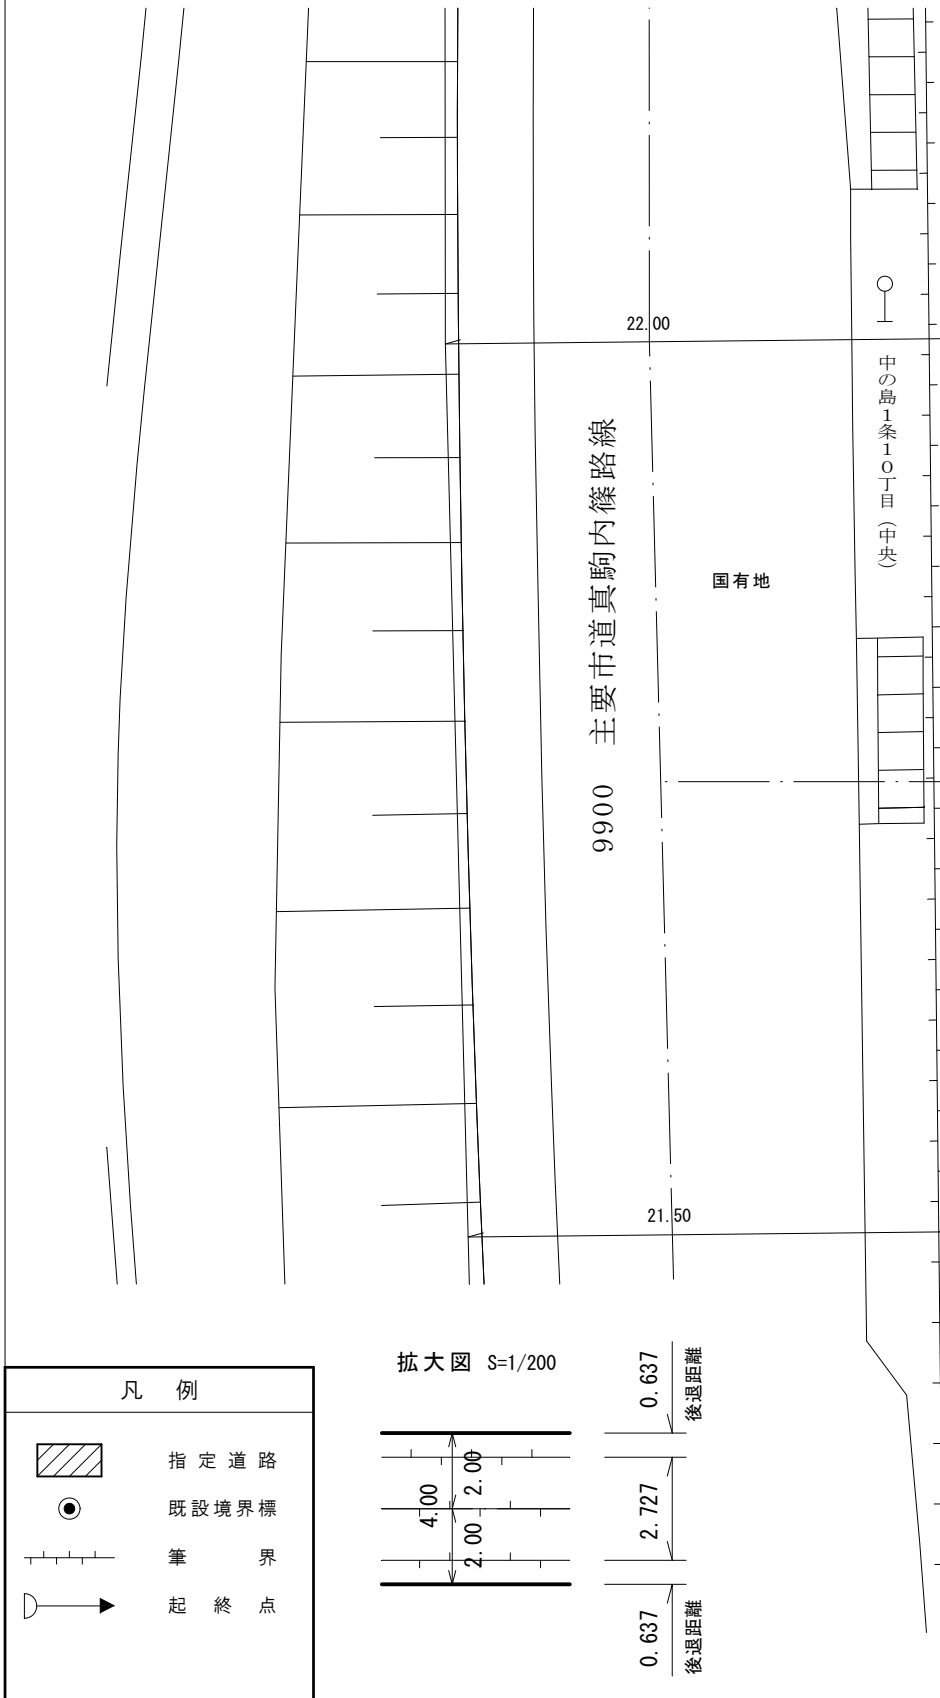 22.00
中の島1条10丁目(中央)
9900 主要市道真駒内篠路線
国有地
21.50
拡大図 S=1/200
0.637
後退距離
2.00
4.00
2.00
2.727
0.637
後退距離
凡 例
指定道路
既設境界標
筆 界
起 終 点